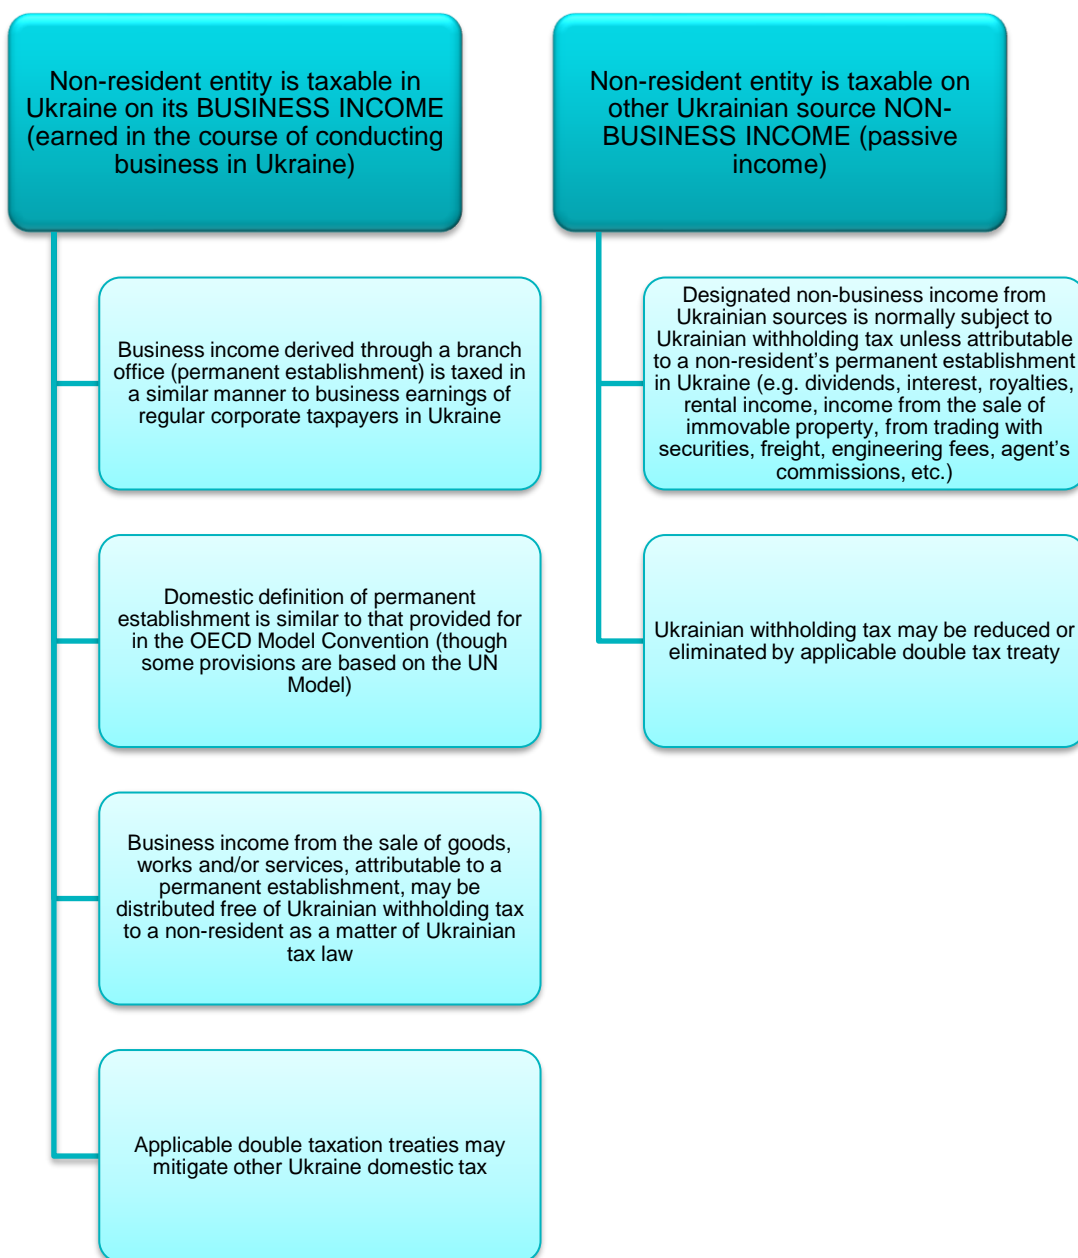 Non-resident entity is taxable in
Ukraine on its BUSINESS INCOME
(earned in the course of conducting
business in Ukraine)
Business income derived through a branch
office (permanent establishment) is taxed in
a similar manner to business earnings of
regular corporate taxpayers in Ukraine
Domestic definition of permanent
establishment is similar to that provided for
in the OECD Model Convention (though
some provisions are based on the UN
Model)
Business income from the sale of goods,
works and/or services, attributable to a
permanent establishment, may be
distributed free of Ukrainian withholding tax
to a non-resident as a matter of Ukrainian
tax law
Applicable double taxation treaties may
mitigate other Ukraine domestic tax
Non-resident entity is taxable on
other Ukrainian source NON-
BUSINESS INCOME (passive
income)
Designated non-business income from
Ukrainian sources is normally subject to
Ukrainian withholding tax unless attributable
to a non-resident’s permanent establishment
in Ukraine (e.g. dividends, interest, royalties,
rental income, income from the sale of
immovable property, from trading with
securities, freight, engineering fees, agent’s
commissions, etc.)
Ukrainian withholding tax may be reduced or
eliminated by applicable double tax treaty